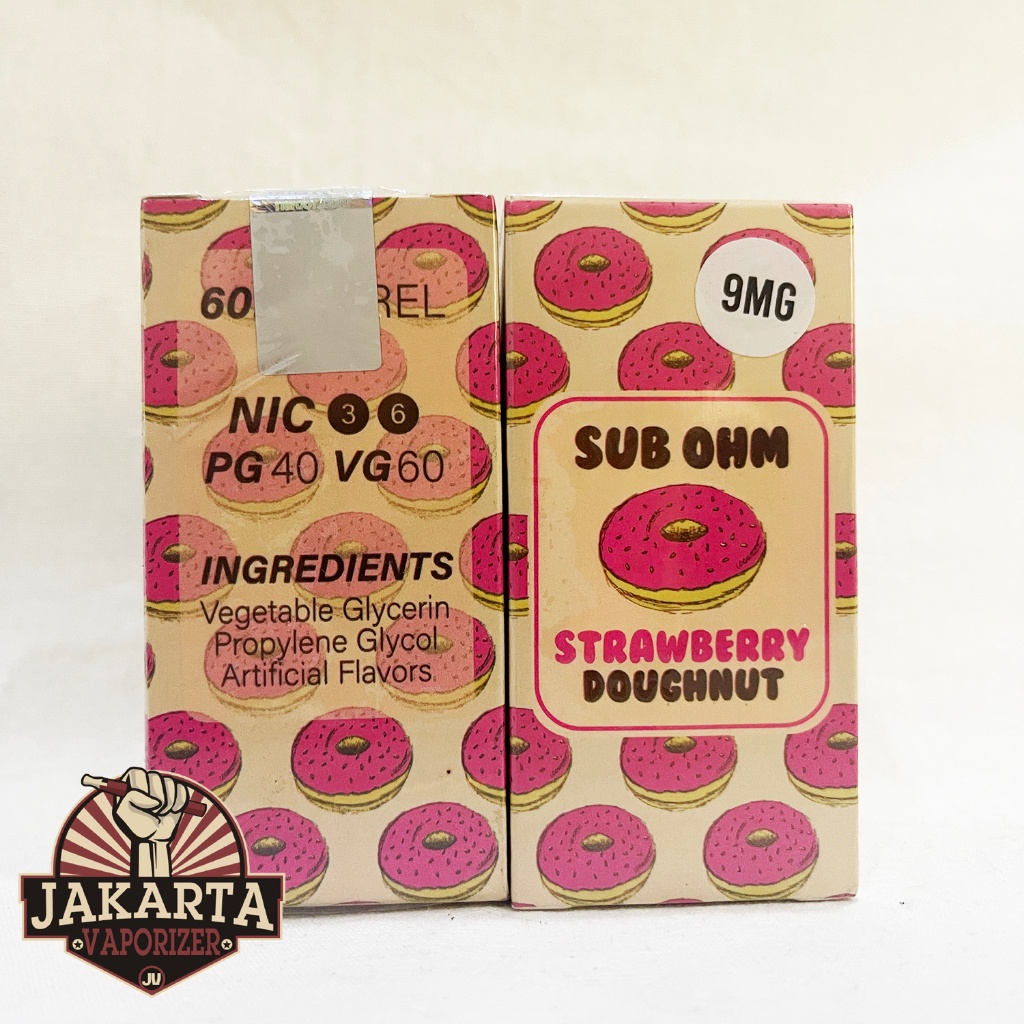 60
REL
NIC 3 6
PG 40 VG 60
INGREDIENTS
Vegetable Glycerin
Propylene Glycol
Artificial Flavors
9MG
SUB OHM
STRAWBERRY
DOUGHNUT
JAKARTA
VAPORIZER
JV